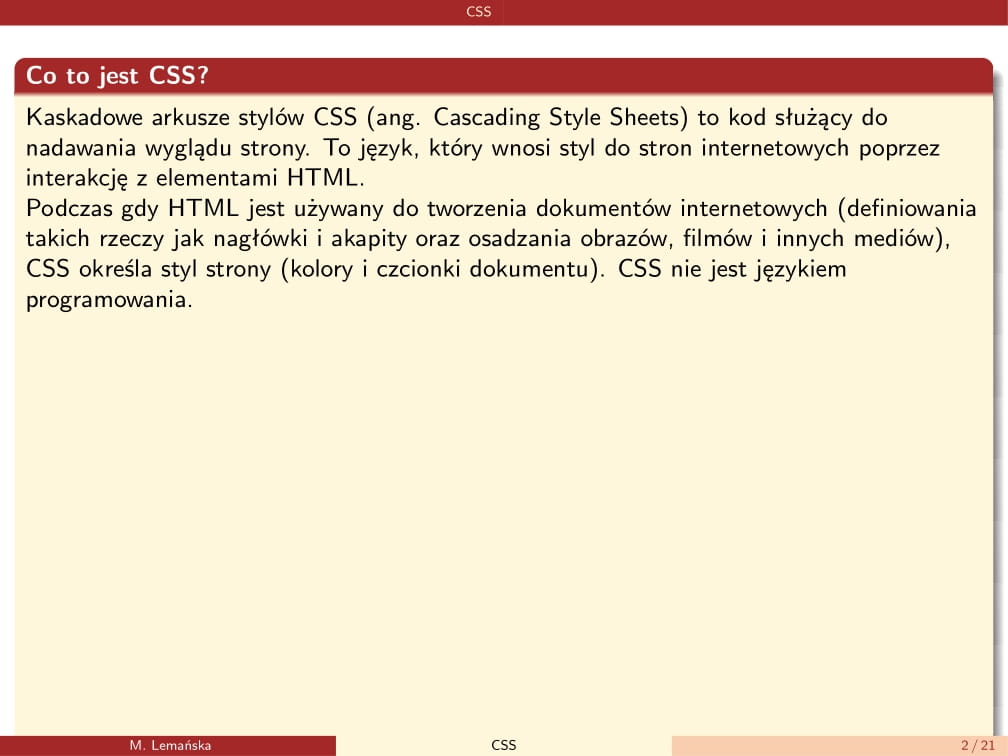 CSS
Co to jest CSS?
Kaskadowe arkusze stylów CSS (ang. Cascading Style Sheets) to kod służący do
nadawania wyglądu strony. To język, który wnosi styl do stron internetowych poprzez
interakcję z elementami HTML.
Podczas gdy HTML jest używany do tworzenia dokumentów internetowych (definiowania
takich rzeczy jak nagłówki i akapity oraz osadzania obrazów, filmów i innych mediów),
CSS określa styl strony (kolory i czcionki dokumentu). CSS nie jest językiem
programowania.
M. Lemańska CSS 2 / 21